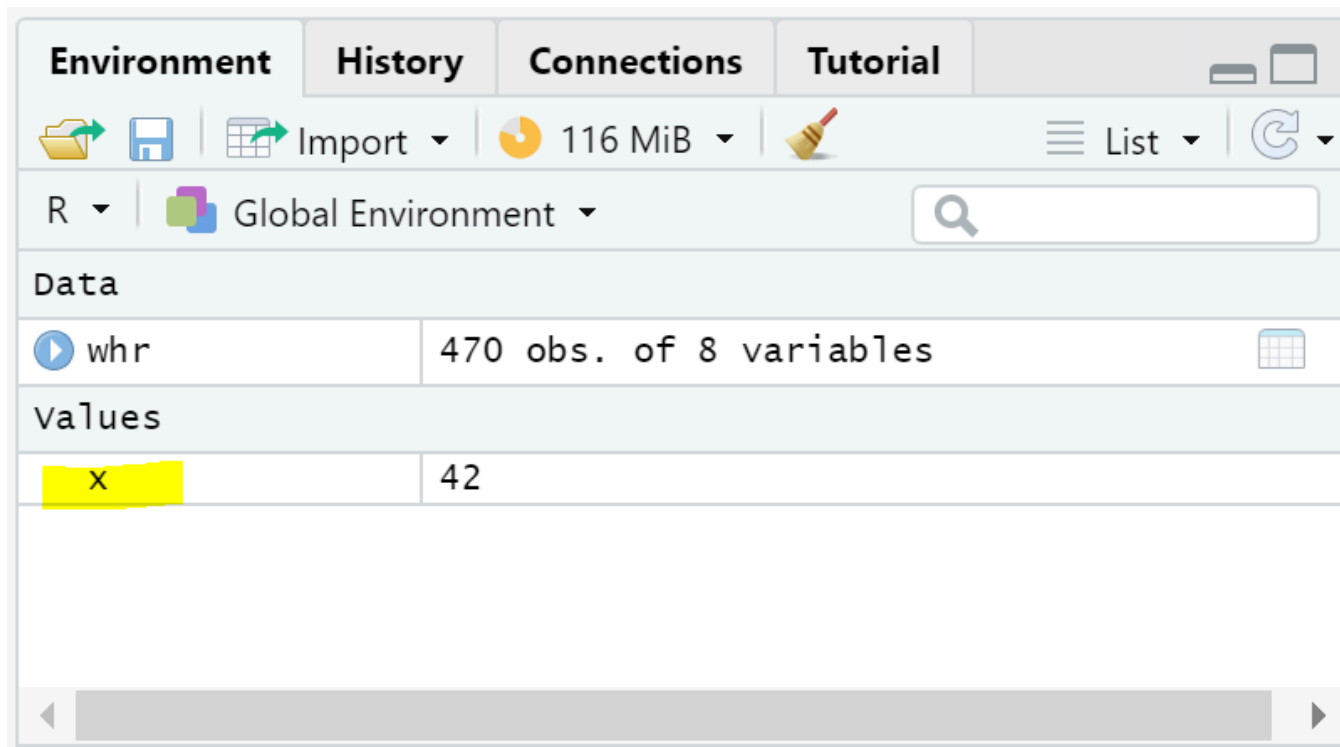 Environment History Connections Tutorial
Import 116 MiB List
R Global Environment
Data
whr 470 obs. of 8 variables
Values
x 42